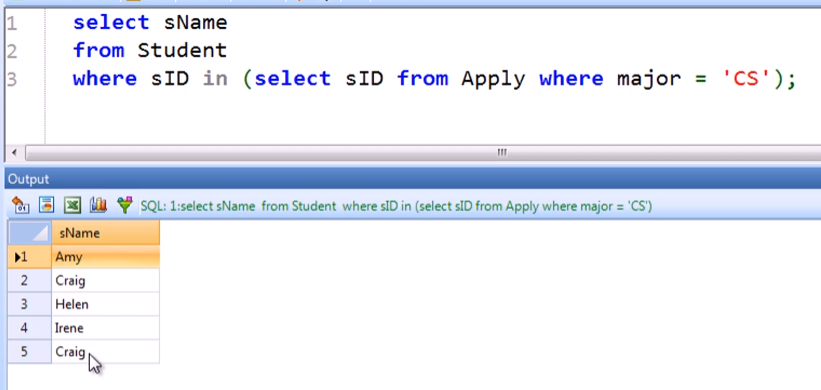 1 select sName
2 from Student
3 where sID in (select sID from Apply where major = 'CS');
Output
SQL: 1:select sName from Student where sID in (select sID from Apply where major = 'CS')
sName
1 Amy
2 Craig
3 Helen
4 Irene
5 Craig